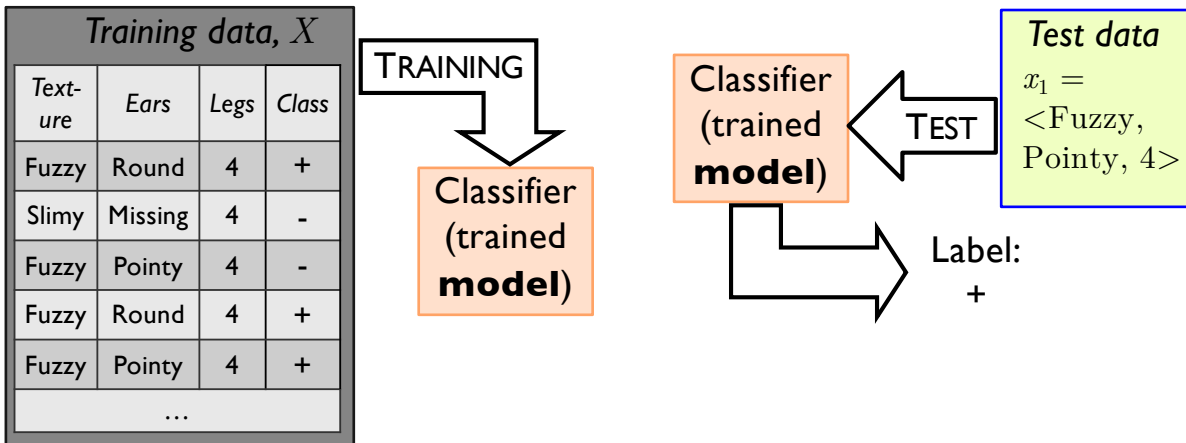 Training data, X
Text-
ure Ears Legs Class
Fuzzy Round 4 +
Slimy Missing 4 -
Fuzzy Pointy 4 -
Fuzzy Round 4 +
Fuzzy Pointy 4 +
...
TRAINING
Classifier
(trained
model)
Classifier
(trained
model)
TEST
Test data
x₁ =
<Fuzzy,
Pointy, 4>
Label:
+